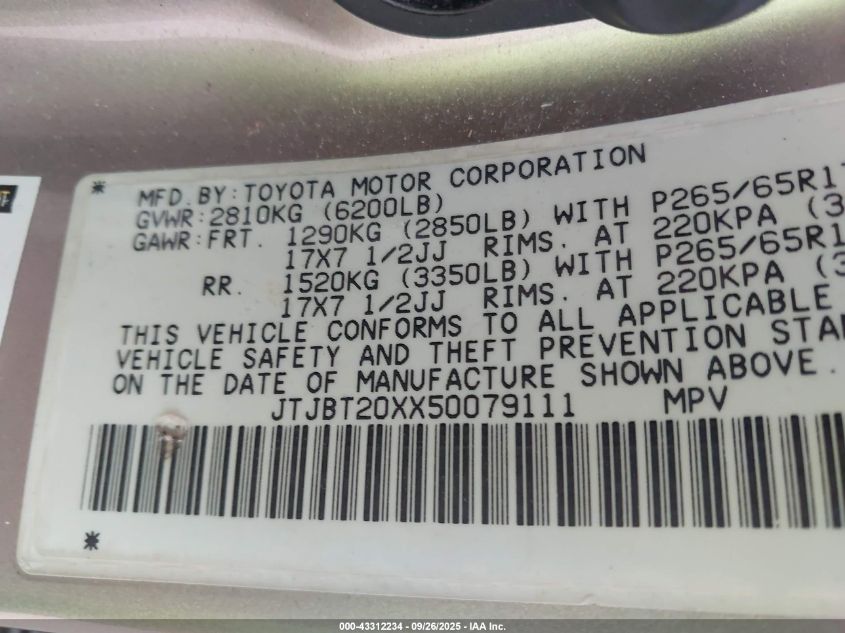 MFD. BY: TOYOTA MOTOR CORPORATION
GVWR: 2810KG (6200LB)
GAWR: FRT. 1290KG (2850LB) WITH P265/65R17
17X7 1/2JJ RIMS. AT 220KPA (3
RR. 1520KG (3350LB) WITH P265/65R1
17X7 1/2JJ RIMS. AT 220KPA (3
THIS VEHICLE CONFORMS TO ALL APPLICABLE
VEHICLE SAFETY AND THEFT PREVENTION STA
ON THE DATE OF MANUFACTURE SHOWN ABOVE.
JTJBT20XX50079111 MPV
000-43312234 - 09/26/2025 - IAA Inc.